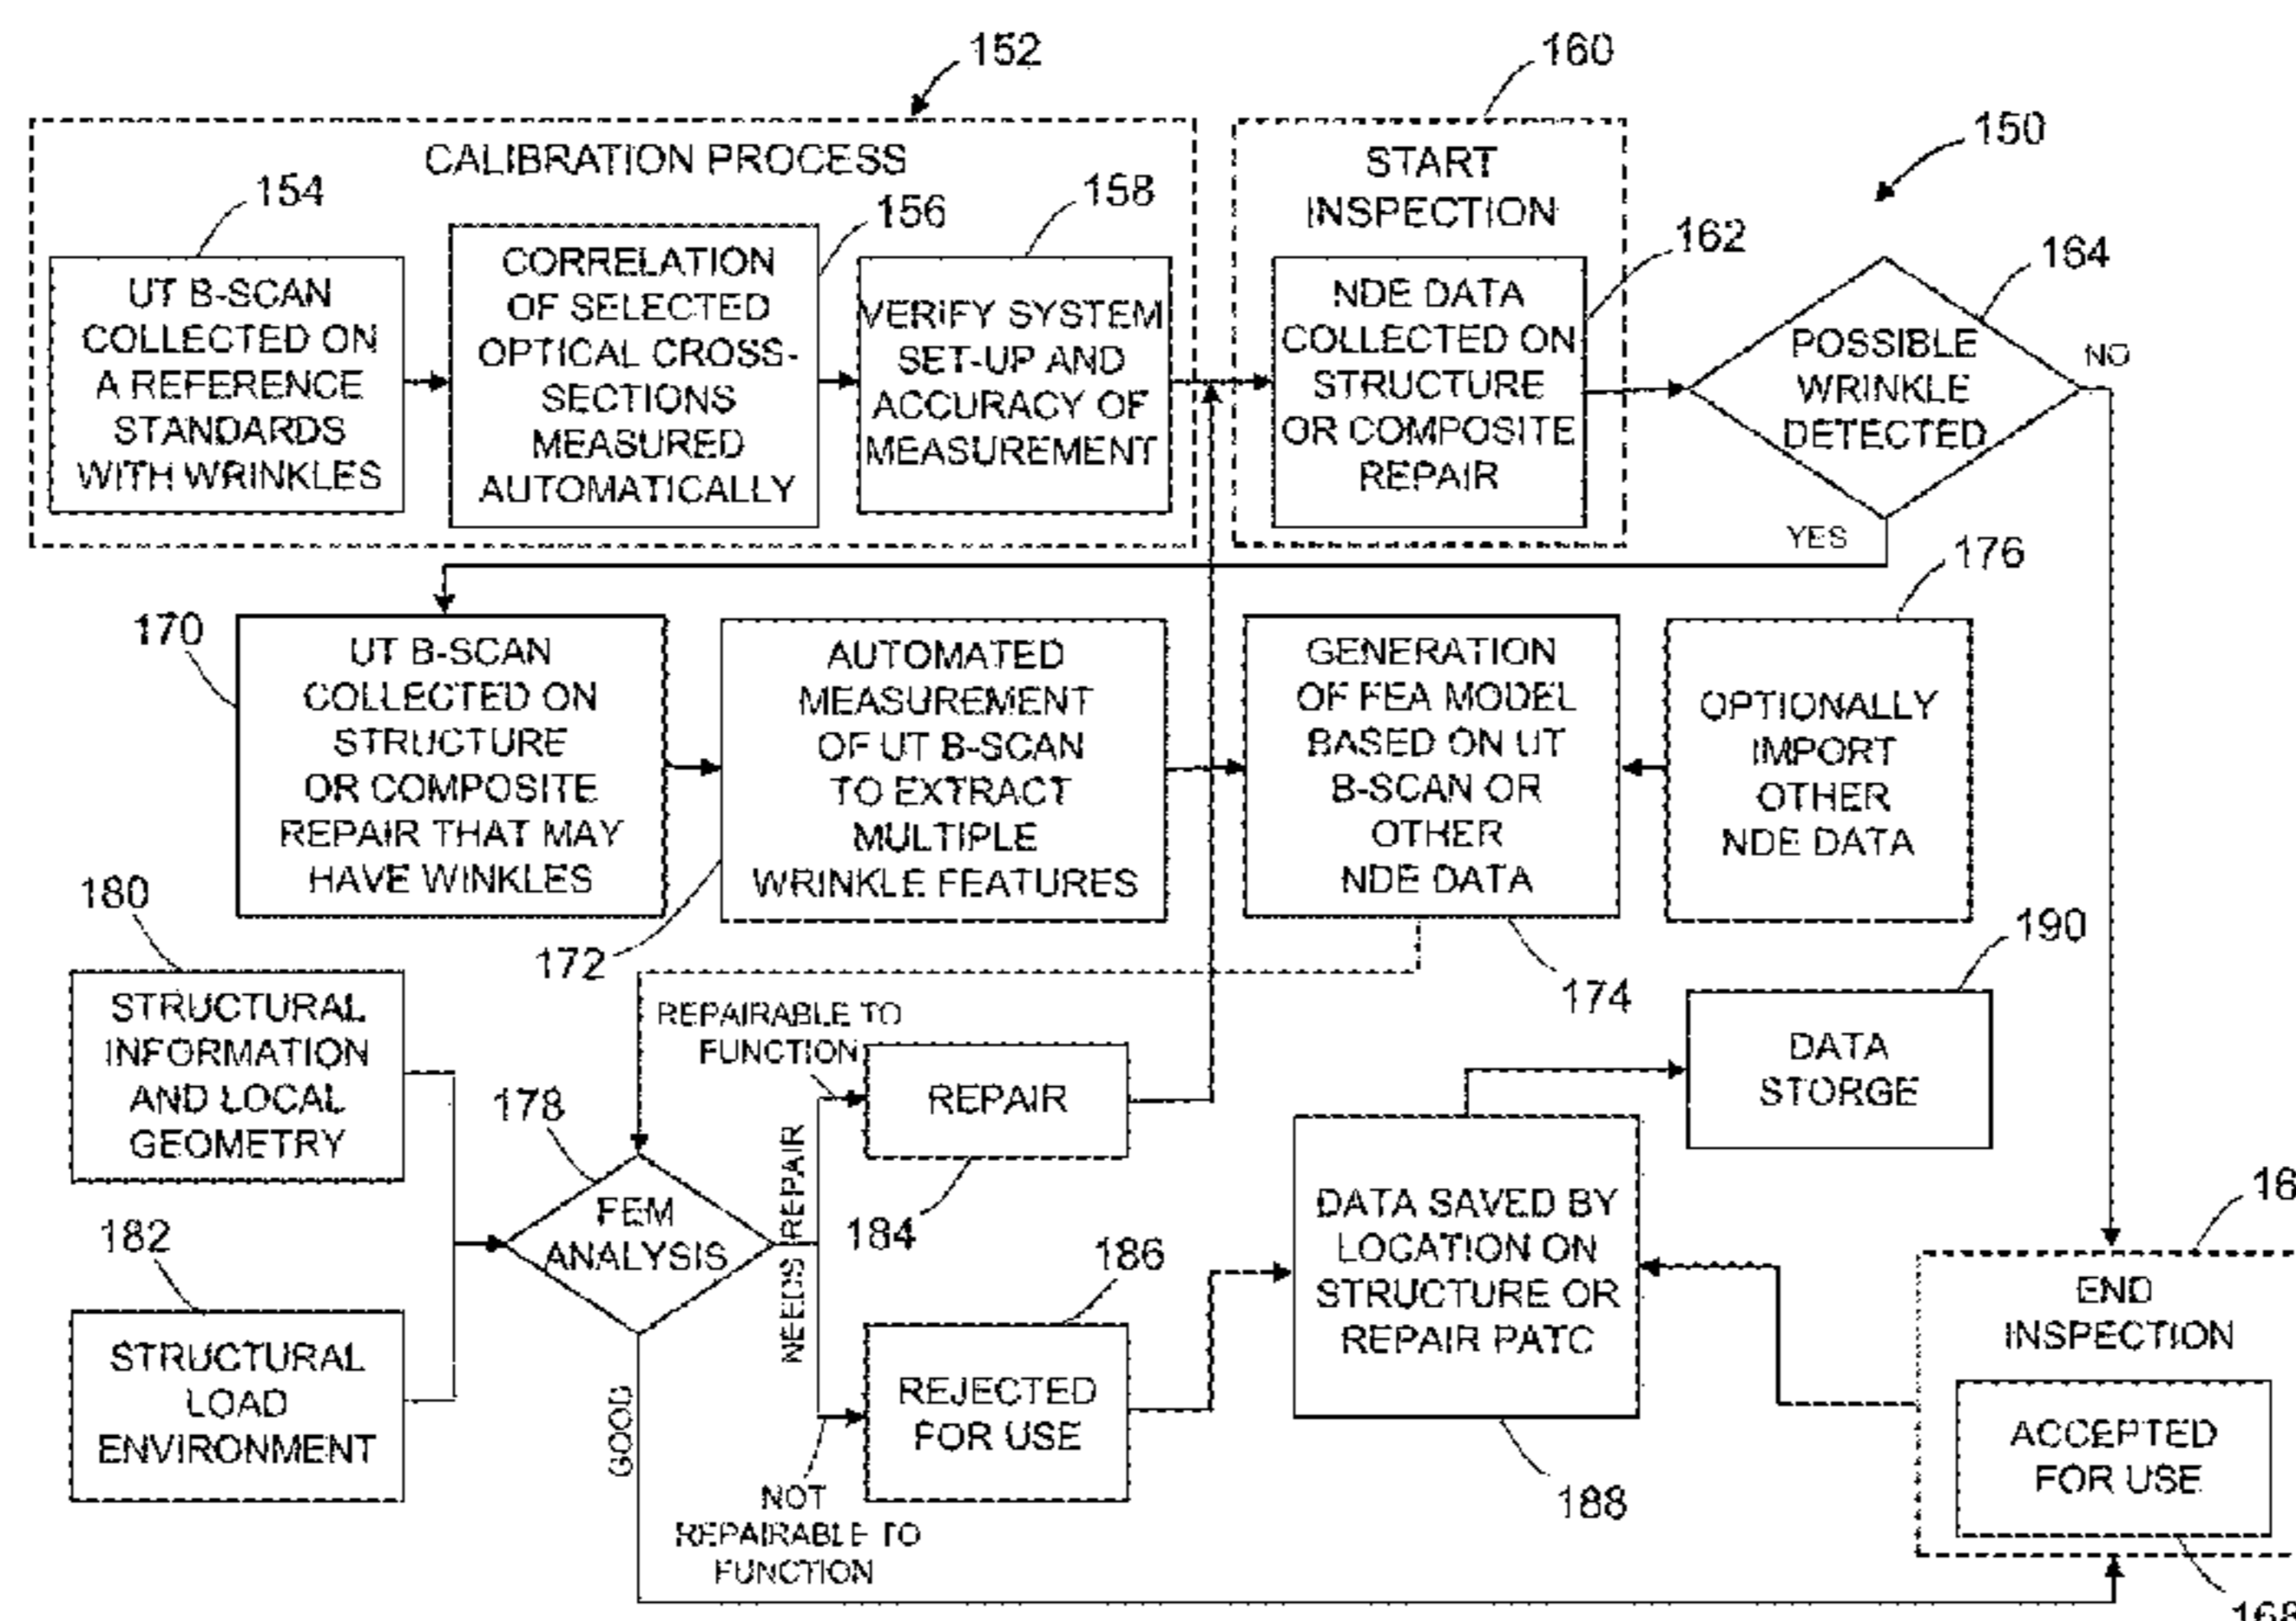 152
160
150
CALIBRATION PROCESS
START
INSPECTION
154
156
158
162
164
UT B-SCAN
COLLECTED ON
A REFERENCE
STANDARDS
WITH WRINKLES
CORRELATION
OF SELECTED
OPTICAL CROSS-
SECTIONS
MEASURED
AUTOMATICALLY
VERIFY SYSTEM
SET-UP AND
ACCURACY OF
MEASUREMENT
NDE DATA
COLLECTED ON
STRUCTURE
OR COMPOSITE
REPAIR
POSSIBLE
WRINKLE
DETECTED
NO
YES
176
170
UT B-SCAN
COLLECTED ON
STRUCTURE
OR COMPOSITE
REPAIR THAT MAY
HAVE WINKLES
AUTOMATED
MEASUREMENT
OF UT B-SCAN
TO EXTRACT
MULTIPLE
WRINKLE FEATURES
GENERATION
OF FEA MODEL
BASED ON UT
B-SCAN OR
OTHER
NDE DATA
OPTIONALLY
IMPORT
OTHER
NDE DATA
180
172
174
190
STRUCTURAL
INFORMATION
AND LOCAL
GEOMETRY
REPAIRABLE TO
FUNCTION
REPAIR
DATA
STORGE
178
184
182
FEM
ANALYSIS
NEEDS REPAIR
186
DATA SAVED BY
LOCATION ON
STRUCTURE OR
REPAIR PATC
16
END
INSPECTION
STRUCTURAL
LOAD
ENVIRONMENT
GOOD
REJECTED
FOR USE
ACCEPTED
FOR USE
NOT
REPAIRABLE TO
FUNCTION
188
168